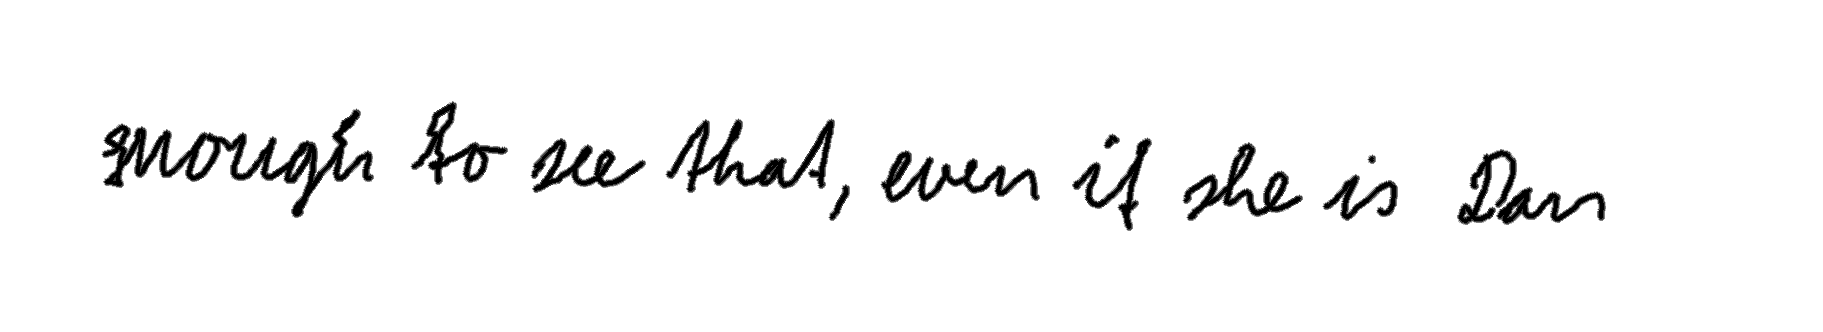 enough to see that, even if she is Dan